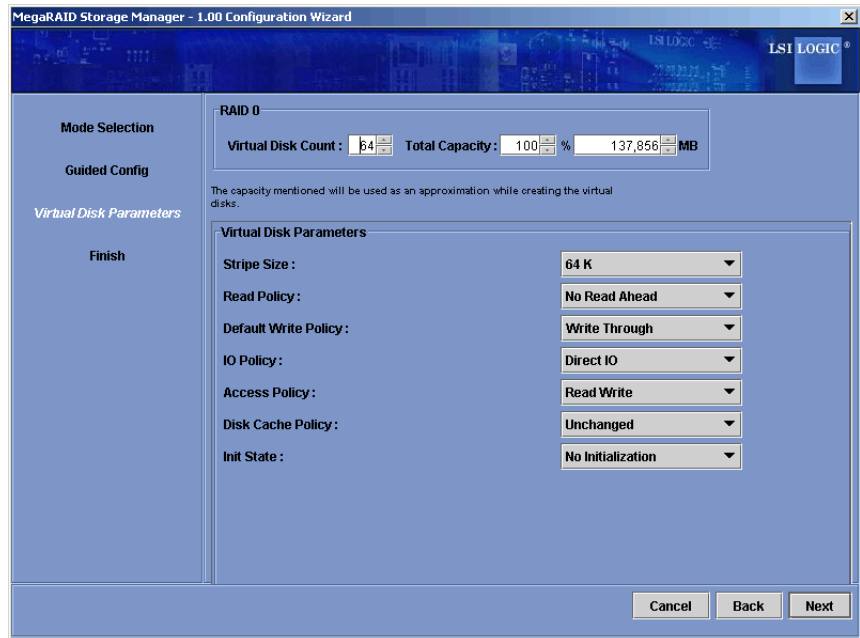 MegaRAID Storage Manager - 1.00 Configuration Wizard
LSI LOGIC
LSI LOGIC ®
Mode Selection
Guided Config
Virtual Disk Parameters
Finish
RAID 0
Virtual Disk Count : 64 Total Capacity : 100 % 137,856 MB
The capacity mentioned will be used as an approximation while creating the virtual
disks.
Virtual Disk Parameters
Stripe Size : 64 K
Read Policy : No Read Ahead
Default Write Policy : Write Through
IO Policy : Direct IO
Access Policy : Read Write
Disk Cache Policy : Unchanged
Init State : No Initialization
Cancel Back Next